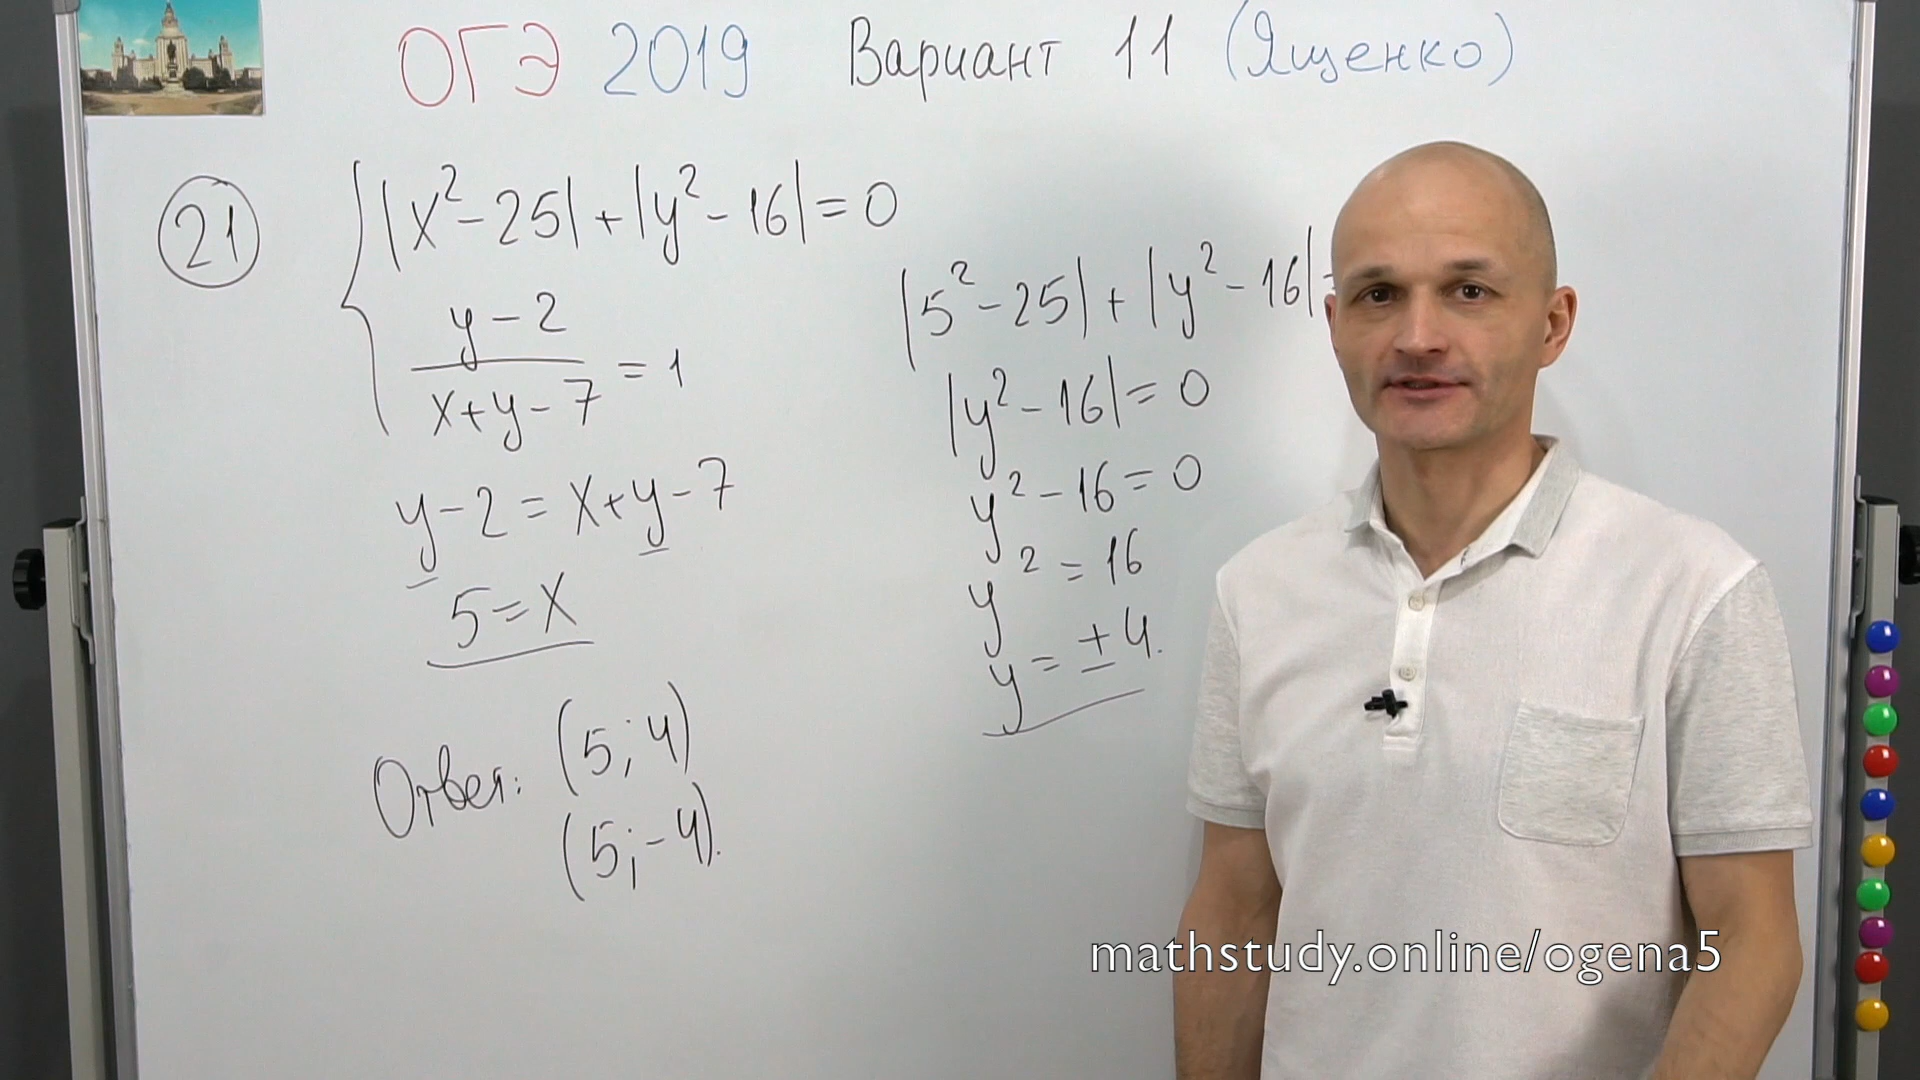 ОГЭ 2019 Вариант 11 (Ященко)
21
|x²-25|+|y²-16|=0
y-2
x+y-7
=1
y-2=x+y-7
5=x
Ответ: (5;4)
(5;-4).
|5²-25|+|y²-16|=
|y²-16|=0
y²-16=0
y²=16
y=±4.
mathstudy.online/ogena5